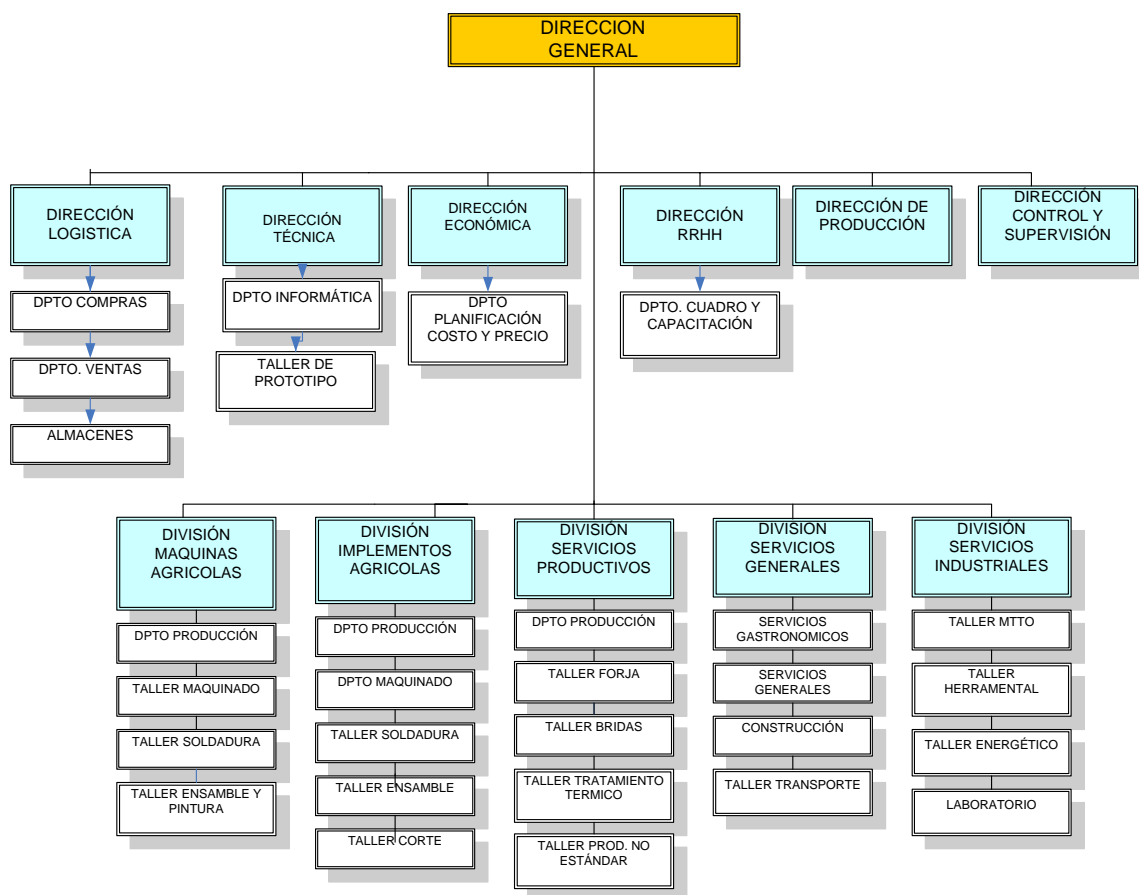 DIRECCION
GENERAL
DIRECCIÓN
LOGISTICA
DIRECCIÓN
TÉCNICA
DIRECCIÓN
ECONÓMICA
DIRECCIÓN
RRHH
DIRECCIÓN DE
PRODUCCIÓN
DIRECCIÓN
CONTROL Y
SUPERVISIÓN
DPTO COMPRAS
DPTO. VENTAS
ALMACENES
DPTO INFORMÁTICA
TALLER DE
PROTOTIPO
DPTO
PLANIFICACIÓN
COSTO Y PRECIO
DPTO. CUADRO Y
CAPACITACIÓN
DIVISIÓN
MAQUINAS
AGRICOLAS
DPTO PRODUCCIÓN
TALLER MAQUINADO
TALLER SOLDADURA
TALLER ENSAMBLE Y
PINTURA
DIVISIÓN
IMPLEMENTOS
AGRICOLAS
DPTO PRODUCCIÓN
DPTO MAQUINADO
TALLER SOLDADURA
TALLER ENSAMBLE
TALLER CORTE
DIVISIÓN
SERVICIOS
PRODUCTIVOS
DPTO PRODUCCIÓN
TALLER FORJA
TALLER BRIDAS
TALLER TRATAMIENTO
TERMICO
TALLER PROD. NO
ESTÁNDAR
DIVISION
SERVICIOS
GENERALES
SERVICIOS
GASTRONOMICOS
SERVICIOS
GENERALES
CONSTRUCCIÓN
TALLER TRANSPORTE
DIVISIÓN
SERVICIOS
INDUSTRIALES
TALLER MTTO
TALLER
HERRAMENTAL
TALLER ENERGÉTICO
LABORATORIO